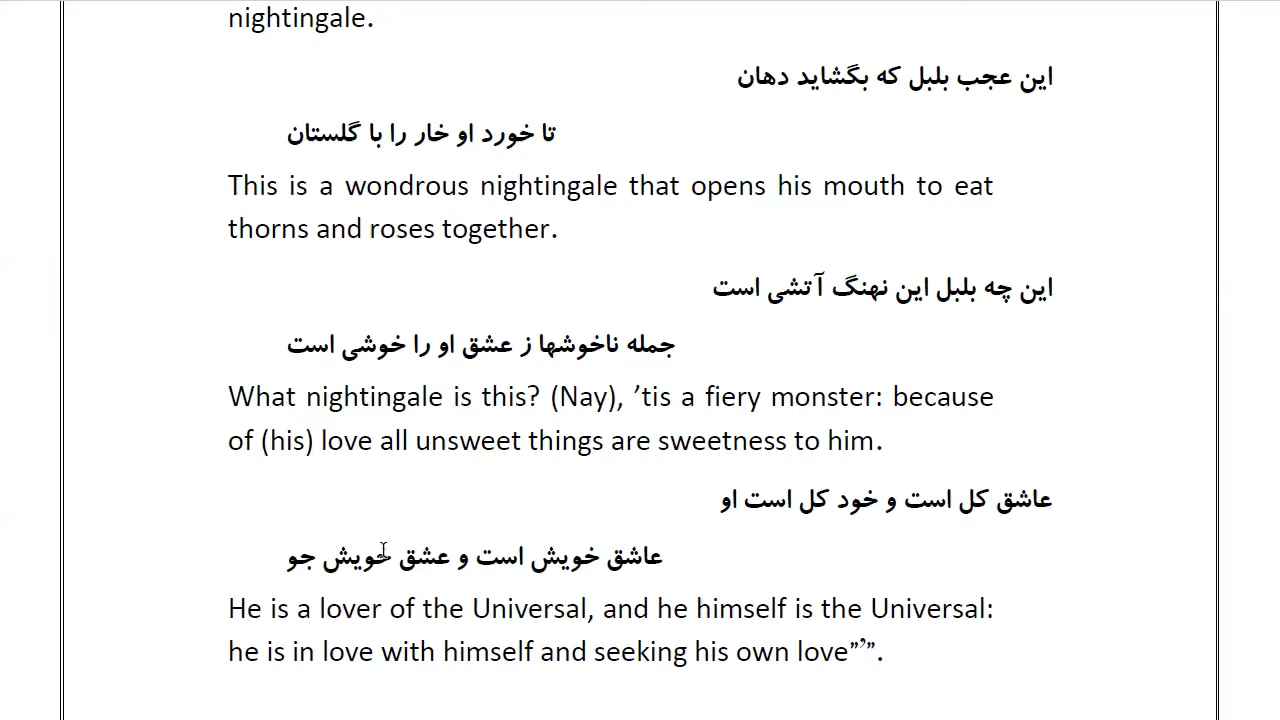 nightingale.
این عجب بلبل که بگشاید دهان
تا خورد او خار را با گلستان
This is a wondrous nightingale that opens his mouth to eat
thorns and roses together.
این چه بلبل این نهنگ آتشی است
جمله ناخوشها ز عشق او را خوشی است
What nightingale is this? (Nay), ’tis a fiery monster: because
of (his) love all unsweet things are sweetness to him.
عاشق کل است و خود کل است او
عاشق خویش است و عشق خویش جو
He is a lover of the Universal, and he himself is the Universal:
he is in love with himself and seeking his own love”’”.